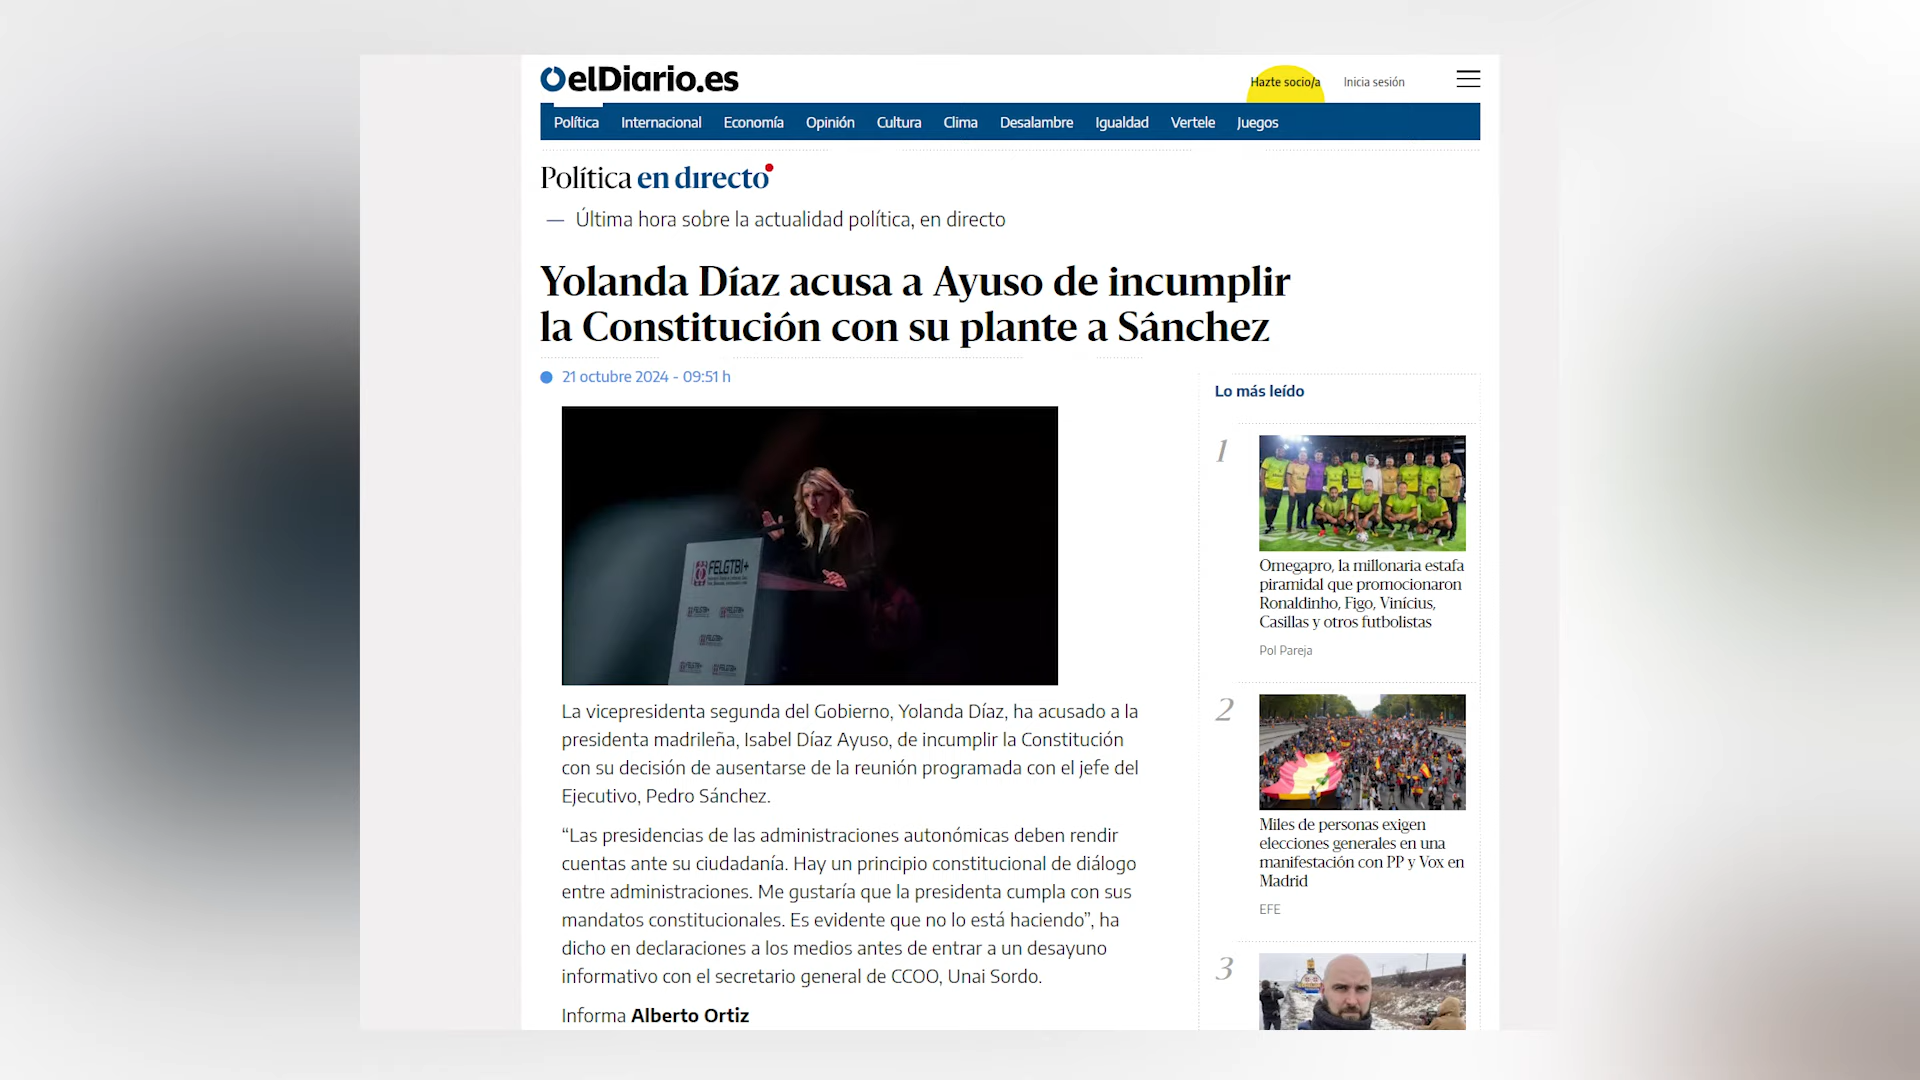 elDiario.es
Hazte socio/a
Inicia sesión
Política
Internacional
Economía
Opinión
Cultura
Clima
Desalambre
Igualdad
Vertele
Juegos
Política en directo
— Última hora sobre la actualidad política, en directo
Yolanda Díaz acusa a Ayuso de incumplir
la Constitución con su plante a Sánchez
21 octubre 2024 - 09:51 h
FELGTBI+
La vicepresidenta segunda del Gobierno, Yolanda Díaz, ha acusado a la
presidenta madrileña, Isabel Díaz Ayuso, de incumplir la Constitución
con su decisión de ausentarse de la reunión programada con el jefe del
Ejecutivo, Pedro Sánchez.
“Las presidencias de las administraciones autonómicas deben rendir
cuentas ante su ciudadanía. Hay un principio constitucional de diálogo
entre administraciones. Me gustaría que la presidenta cumpla con sus
mandatos constitucionales. Es evidente que no lo está haciendo”, ha
dicho en declaraciones a los medios antes de entrar a un desayuno
informativo con el secretario general de CCOO, Unai Sordo.
Informa Alberto Ortiz
Lo más leído
1
Omegapro, la millonaria estafa
piramidal que promocionaron
Ronaldinho, Figo, Vinícius,
Casillas y otros futbolistas
Pol Pareja
2
Miles de personas exigen
elecciones generales en una
manifestación con PP y Vox en
Madrid
EFE
3